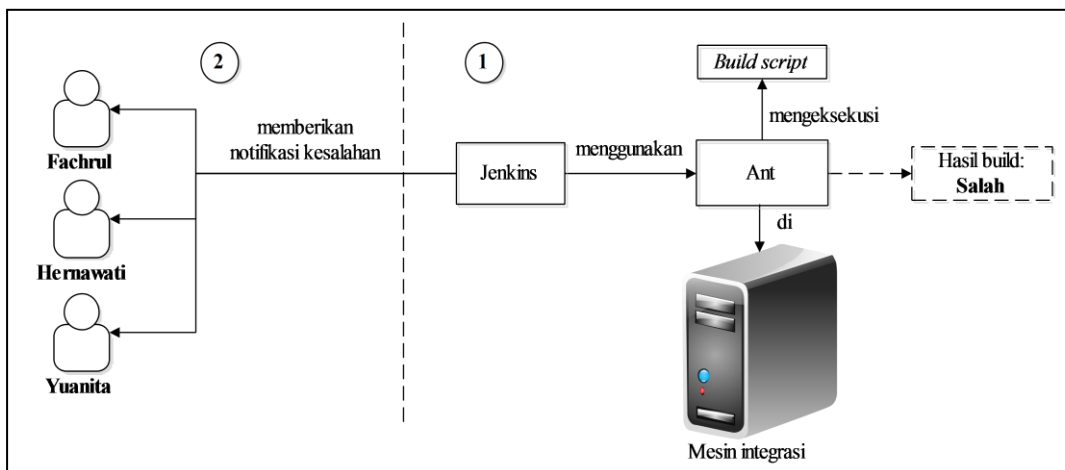 2
1
Build script
mengeksekusi
memberikan
notifikasi kesalahan
Fachrul
Jenkins
menggunakan
Ant
Hasil build:
Salah
di
Hernawati
Yuanita
Mesin integrasi